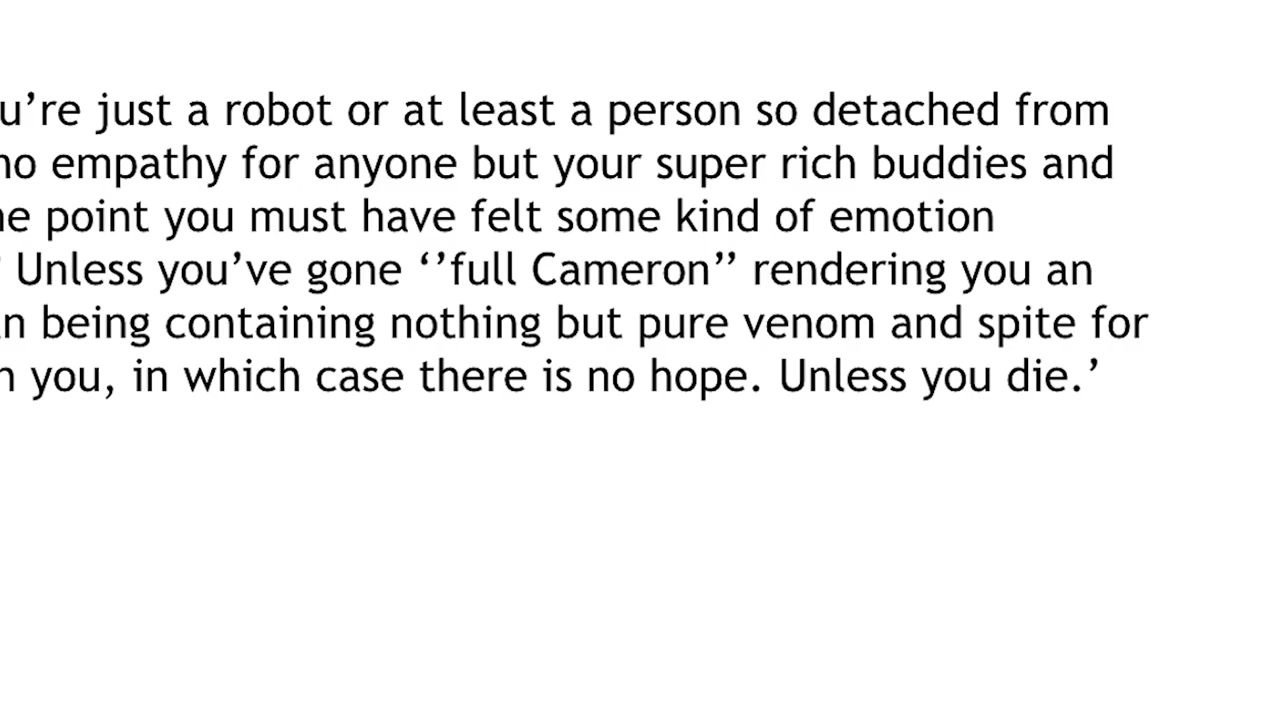 u’re just a robot or at least a person so detached from
no empathy for anyone but your super rich buddies and
e point you must have felt some kind of emotion
Unless you’ve gone ‘’full Cameron’’ rendering you an
n being containing nothing but pure venom and spite for
you, in which case there is no hope. Unless you die.’